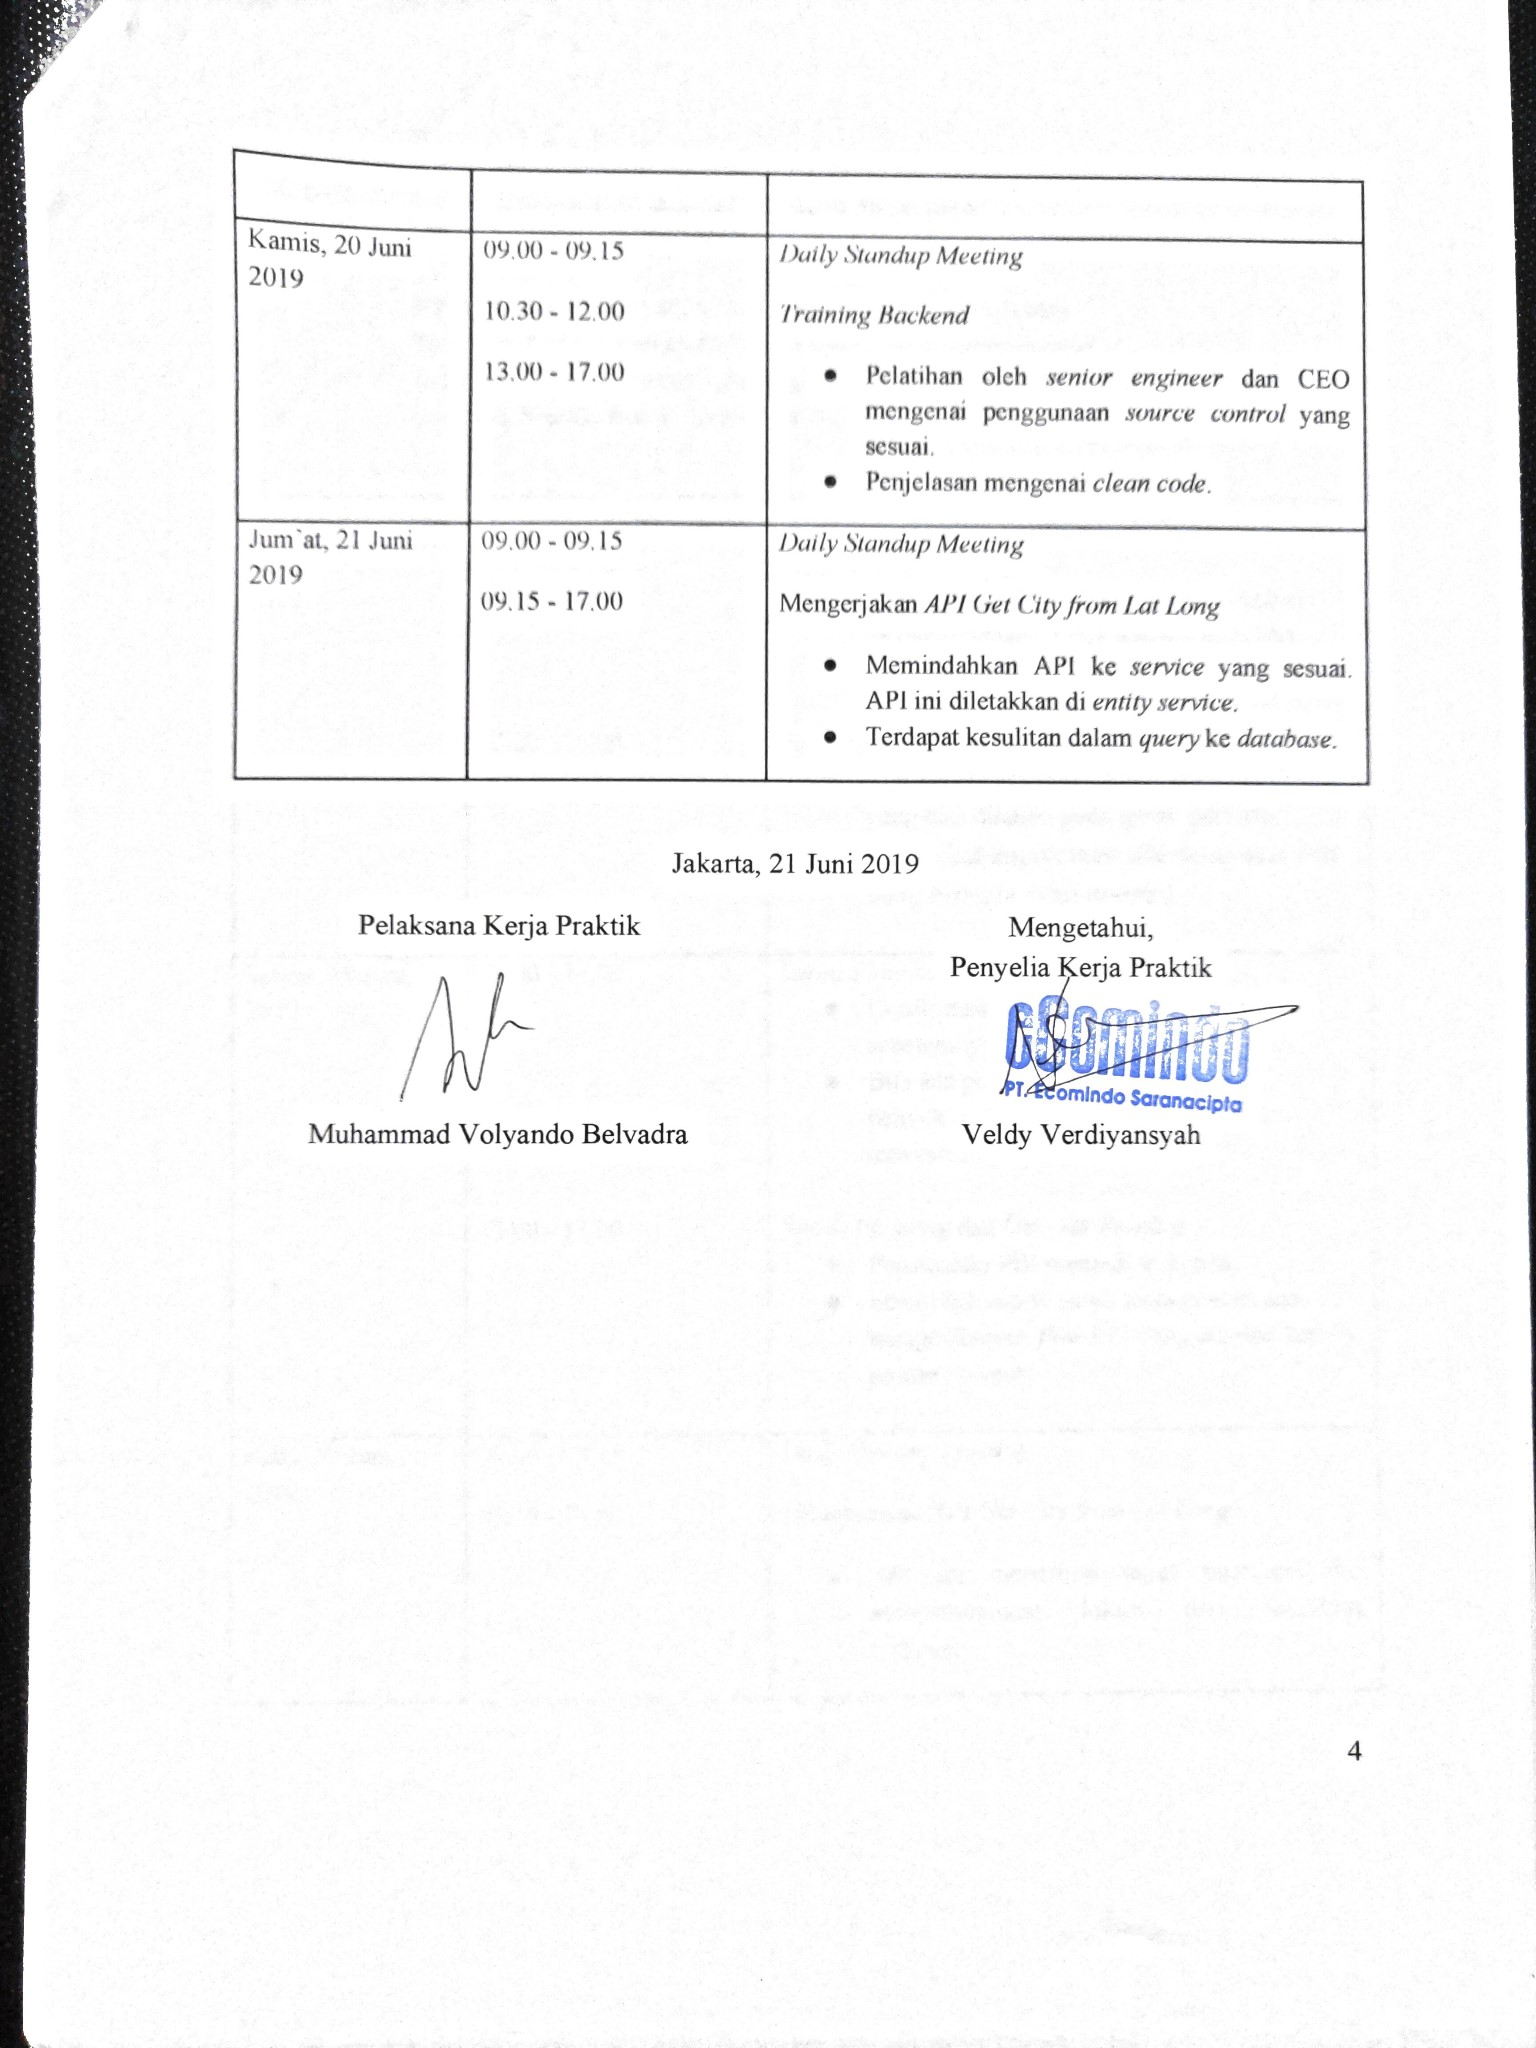 Kamis, 20 Juni
2019
09.00 - 09.15
10.30 - 12.00
13.00 - 17.00
Daily Standup Meeting
Training Backend
● Pelatihan oleh senior engineer dan CEO
mengenai penggunaan source control yang
sesuai.
● Penjelasan mengenai clean code.
Jum`at, 21 Juni
2019
09.00 - 09.15
09.15 - 17.00
Daily Standup Meeting
Mengerjakan API Get City from Lat Long
● Memindahkan API ke service yang sesuai.
API ini diletakkan di entity service.
● Terdapat kesulitan dalam query ke database.
Jakarta, 21 Juni 2019
Pelaksana Kerja Praktik
Muhammad Volyando Belvadra
Mengetahui,
Penyelia Kerja Praktik
ecomindo
PT. Ecomindo Saranacipta
Veldy Verdiyansyah
4